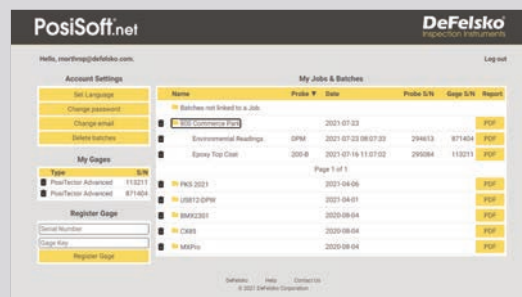 PosiSoft.net
DeFelsko
Inspection Instruments
Hello, mnorthrop@defelsko.com.
Log out
Account Settings
Set Language
Change password
Change email
Delete batches
My Gages
Type S/N
PosiTector Advanced 113211
PosiTector Advanced 871404
Register Gage
Serial Number
Gage Key
Register Gage
My Jobs & Batches
Name Probe ▼ Date Probe S/N Gage S/N Report
Batches not linked to a Job.
800 Commerce Park 2021-07-23 PDF
Environmental Readings DPM 2021-07-23 08:07:33 294613 871404 PDF
Epoxy Top Coat 200-B 2021-07-16 11:07:02 295084 113211 PDF
Page 1 of 1
PKS 2021 2021-04-06 PDF
US812-DPW 2021-04-01 PDF
BMX2301 2020-08-04 PDF
CX85 2020-08-04 PDF
MXPro 2020-08-04 PDF
DeFelsko Help Contact Us
© 2021 DeFelsko Corporation